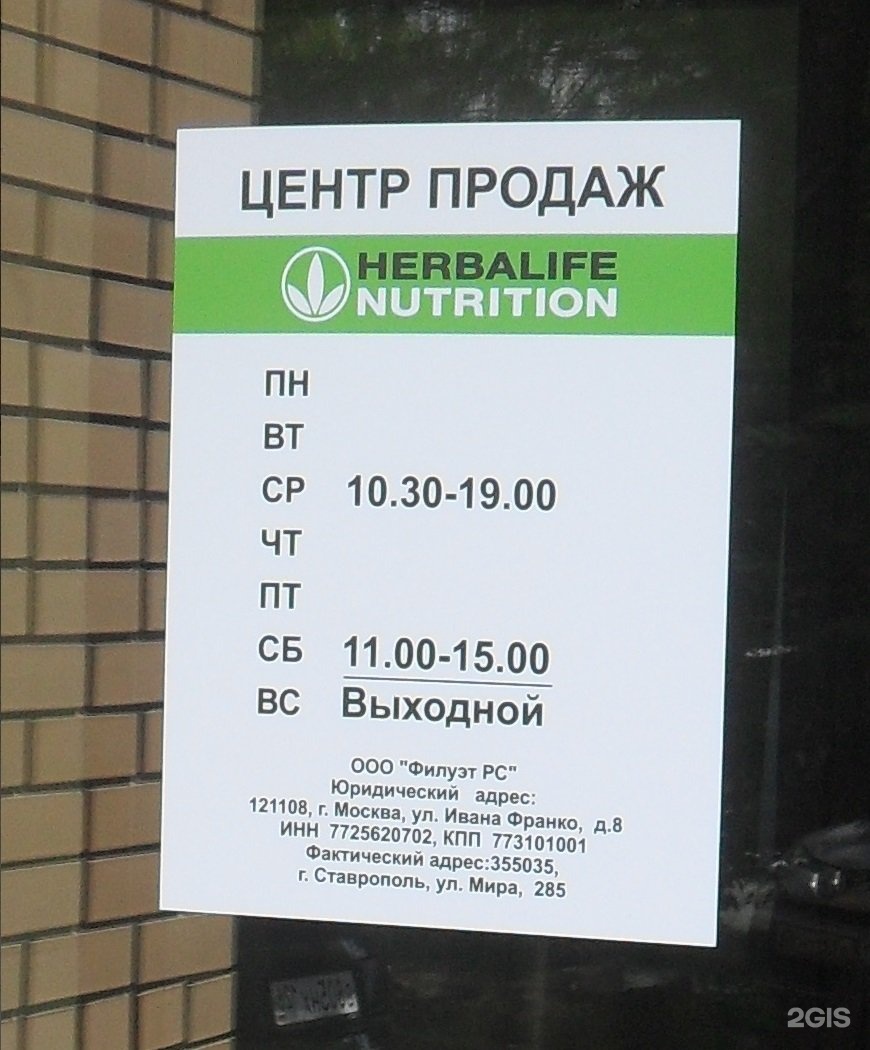 ЦЕНТР ПРОДАЖ
HERBALIFE
NUTRITION
ПН
ВТ
СР 10.30-19.00
ЧТ
ПТ
СБ 11.00-15.00
ВС Выходной
ООО "Филуэт РС"
Юридический адрес:
121108, г. Москва, ул. Ивана Франко, д.8
ИНН 7725620702, КПП 773101001
Фактический адрес:355035,
г. Ставрополь, ул. Мира, 285
2GIS